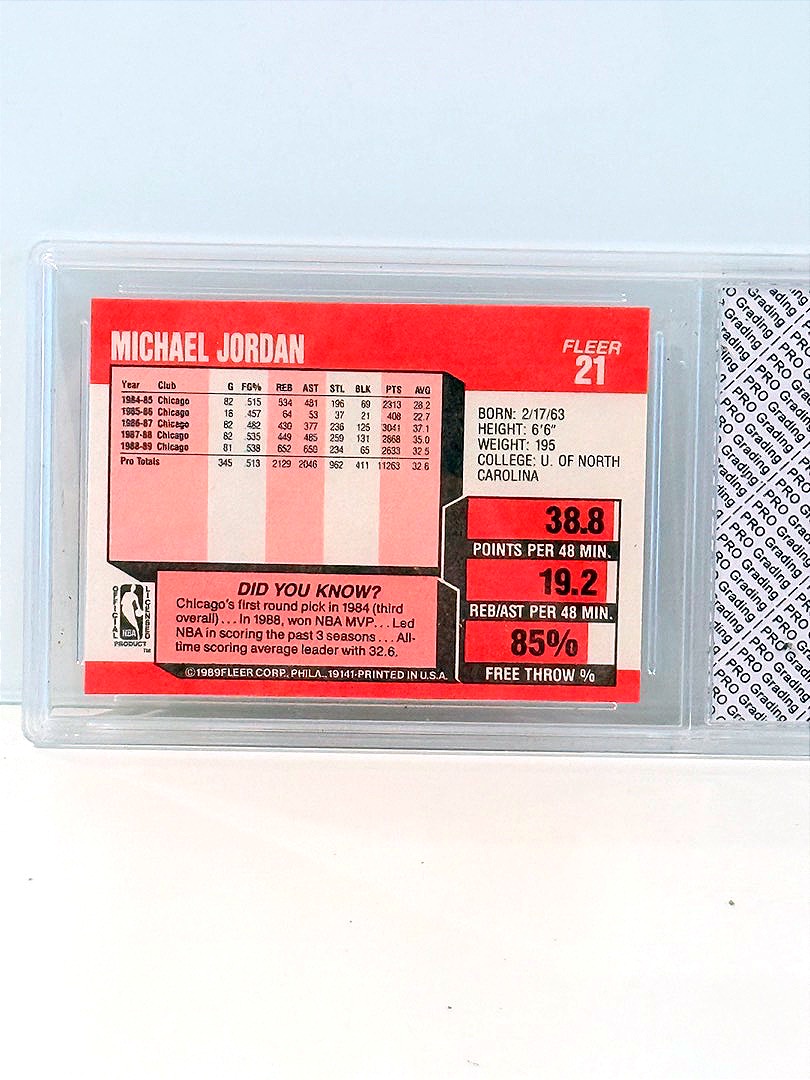 MICHAEL JORDAN
FLEER
21
Year Club G FG% REB AST STL BLK PTS AVG
1984-85 Chicago 82 .515 534 481 196 69 2313 28.2
1985-86 Chicago 18 .457 64 53 37 21 408 22.7
1986-87 Chicago 82 .482 430 377 236 125 3041 37.1
1987-88 Chicago 82 .535 449 485 259 131 2868 35.0
1988-89 Chicago 81 .538 652 650 234 65 2633 32.5
Pro Totals 345 .513 2129 2046 962 411 11263 32.6
BORN: 2/17/63
HEIGHT: 6'6"
WEIGHT: 195
COLLEGE: U. OF NORTH
CAROLINA
38.8
POINTS PER 48 MIN.
19.2
REB/AST PER 48 MIN.
85%
FREE THROW %
OFFICIAL
LICENSED
NBA
PRODUCT
TM
DID YOU KNOW?
Chicago's first round pick in 1984 (third
overall) . . . In 1988, won NBA MVP . . . Led
NBA in scoring the past 3 seasons . . . All-
time scoring average leader with 32.6.
©1989 FLEER CORP., PHILA., 19141-PRINTED IN U.S.A.
PRO Grading